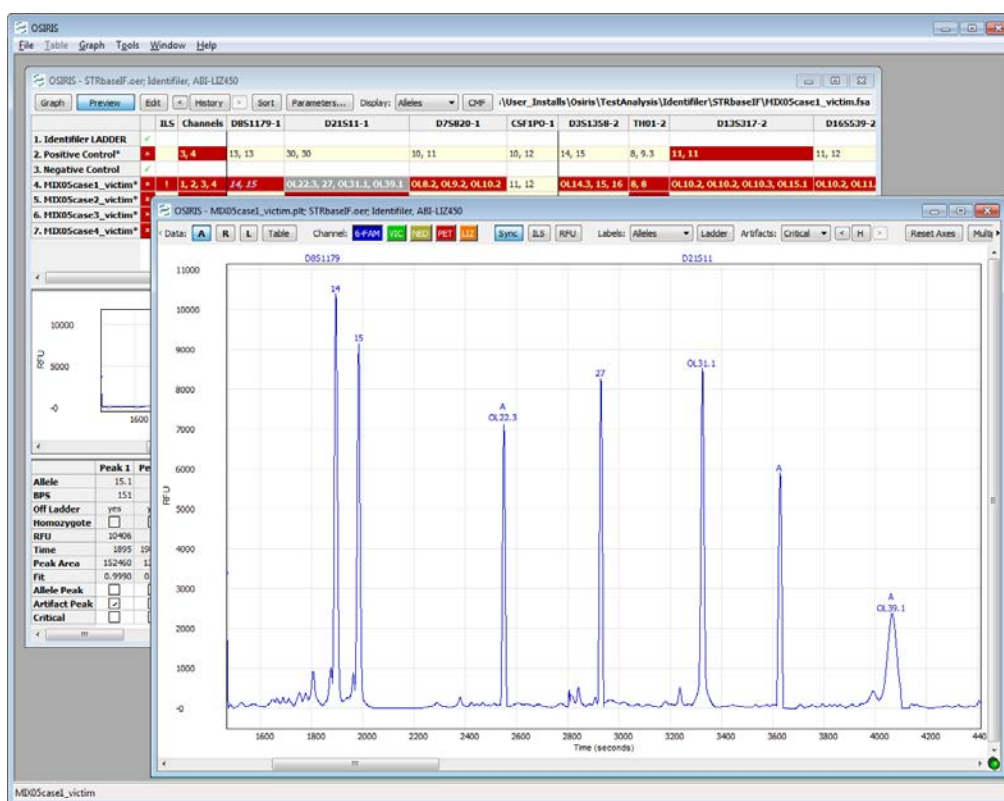 OSIRIS
File Table Graph Tools Window Help
OSIRIS - STRbaseIF.oer; Identifiler, ABI-LIZ450
Graph Preview Edit < History > Sort Parameters... Display: Alleles CMF :\User_Installs\Osiris\TestAnalysis\Identifiler\STRbaseIF\MIX05case1_victim.fsa
ILS Channels D8S1179-1 D21S11-1 D7S820-1 CSF1PO-1 D3S1358-2 TH01-2 D13S317-2 D16S539-2
1. Identifiler LADDER
2. Positive Control* 3, 4 13, 13 30, 30 10, 11 10, 12 14, 15 8, 9.3 11, 11 11, 12
3. Negative Control
4. MIX05case1_victim* ! 1, 2, 3, 4 14, 15 OL22.3, 27, OL31.1, OL39.1 OL8.2, OL9.2, OL10.2 11, 12 OL14.3, 15, 16 8, 8 OL10.2, OL10.2, OL10.3, OL15.1 OL10.2, OL11.
5. MIX05case2_victim*
6. MIX05case3_victim*
7. MIX05case4_victim*
OSIRIS - MIX05case1_victim.plt; STRbaseIF.oer; Identifiler, ABI-LIZ450
Data: A R L Table Channel: 6-FAM VIC NED PET LIZ Sync ILS RFU Labels: Alleles Ladder Artifacts: Critical < H > Reset Axes Multi
D8S1179 D21S11
11000
10000
9000
8000
7000
6000
5000
4000
3000
2000
1000
-0
RFU
14
15
A
OL22.3
27
OL31.1
A
A
OL39.1
1600 1800 2000 2200 2400 2600 2800 3000 3200 3400 3600 3800 4000 4200 440
Time (seconds)
10000
5000
-0
RFU
1600
Peak 1 Pe
Allele 15.1
BPS 151
Off Ladder yes y
Homozygote
RFU 10406
Time 1895 19
Peak Area 152460 12
Fit 0.9990 0.
Allele Peak
Artifact Peak
Critical
MIX05case1_victim